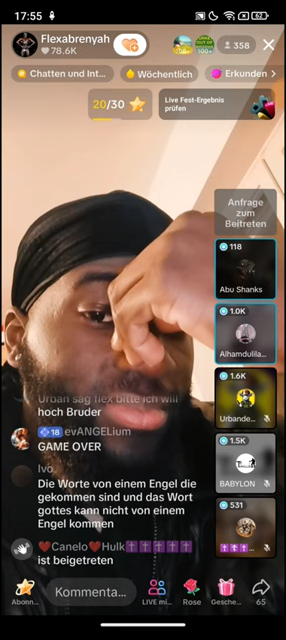 17:55
62
Flexabrenyah
78.6K
100+
358
Chatten und Int...
Wöchentlich
Erkunden
20/30
Live Fest-Ergebnis
prüfen
Anfrage
zum
Beitreten
118
Abu Shanks
1.0K
Alhamdulila...
1.6K
Urbande...
1.5K
BABYLON
531
Urban sag flex bitte ich will
hoch Bruder
18 evANGELium
GAME OVER
Ivo
Die Worte von einem Engel die
gekommen sind und das Wort
gottes kann nicht von einem
Engel kommen
Canelo Hulk
ist beigetreten
Abonn...
Kommenta...
LIVE mi...
Rose
Gesche...
65